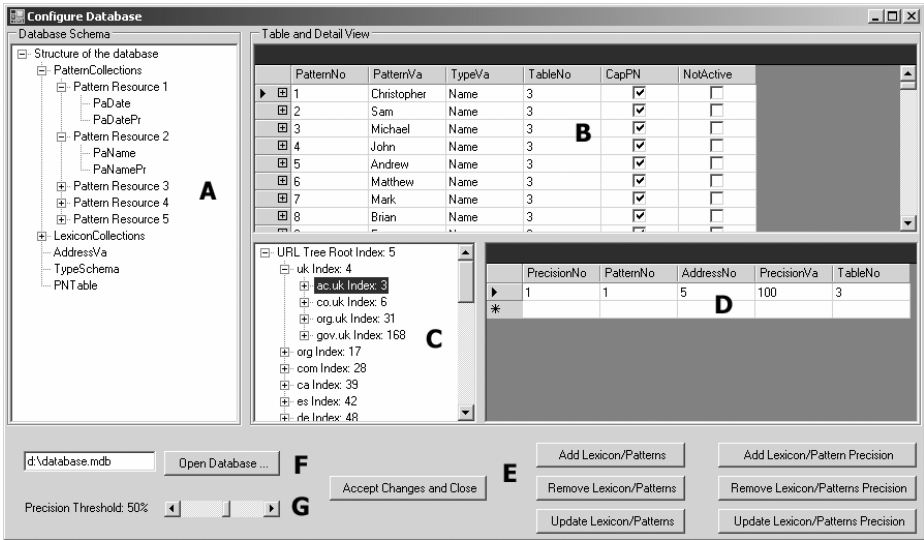 Configure Database
Database Schema
Structure of the database
PatternCollections
Pattern Resource 1
PaDate
PaDatePr
Pattern Resource 2
PaName
PaNamePr
Pattern Resource 3
Pattern Resource 4
Pattern Resource 5
LexiconCollections
AddressVa
TypeSchema
PNTable
A
Table and Detail View
PatternNo PatternVa TypeVa TableNo CapPN NotActive
1 Christopher Name 3
2 Sam Name 3
3 Michael Name 3
4 John Name 3
5 Andrew Name 3
6 Matthew Name 3
7 Mark Name 3
8 Brian Name 3
B
URL Tree Root Index: 5
uk Index: 4
ac.uk Index: 3
co.uk Index: 6
org.uk Index: 31
gov.uk Index: 168
org Index: 17
com Index: 28
ca Index: 39
es Index: 42
de Index: 48
C
PrecisionNo PatternNo AddressNo PrecisionVa TableNo
1 1 5 100 3
D
d:\database.mdb
Open Database ...
F
Precision Threshold: 50%
G
Accept Changes and Close
E
Add Lexicon/Patterns
Add Lexicon/Pattern Precision
Remove Lexicon/Patterns
Remove Lexicon/Patterns Precision
Update Lexicon/Patterns
Update Lexicon/Patterns Precision